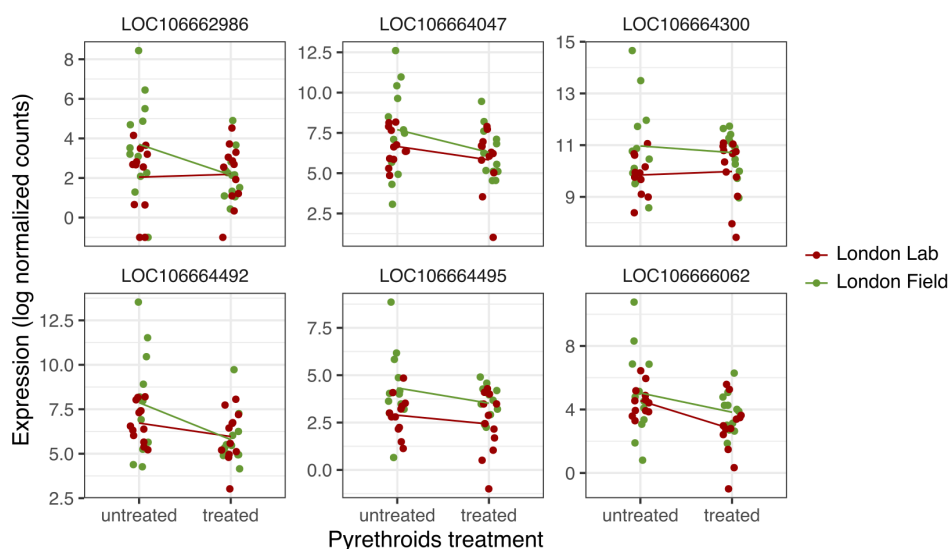 LOC106662986
LOC106664047
LOC106664300
8
6
4
2
0
12.5
10.0
7.5
5.0
2.5
15
13
11
9
LOC106664492
LOC106664495
LOC106666062
12.5
10.0
7.5
5.0
2.5
7.5
5.0
2.5
0.0
8
4
0
untreated
treated
untreated
treated
untreated
treated
Expression (log normalized counts)
Pyrethroids treatment
London Lab
London Field